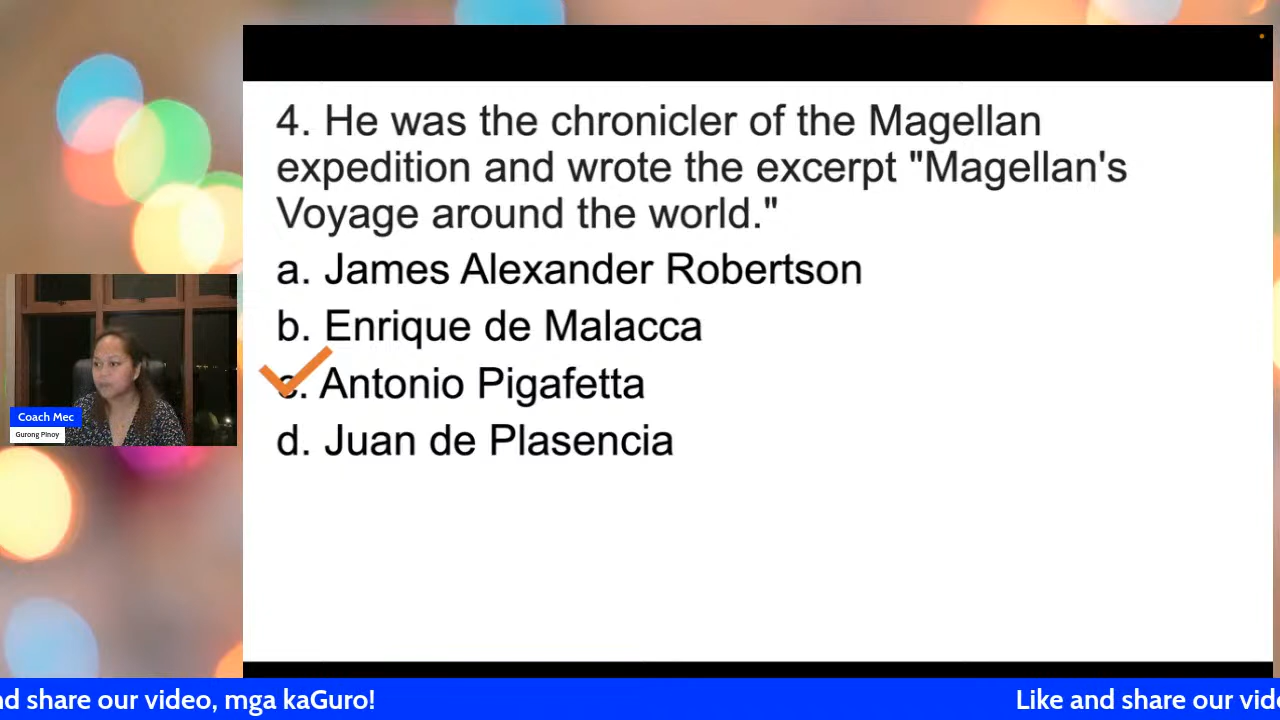 4. He was the chronicler of the Magellan
expedition and wrote the excerpt "Magellan's
Voyage around the world."
a. James Alexander Robertson
b. Enrique de Malacca
c. Antonio Pigafetta
d. Juan de Plasencia
Coach Mec
Gurong Pinoy
nd share our video, mga kaGuro!
Like and share our vide